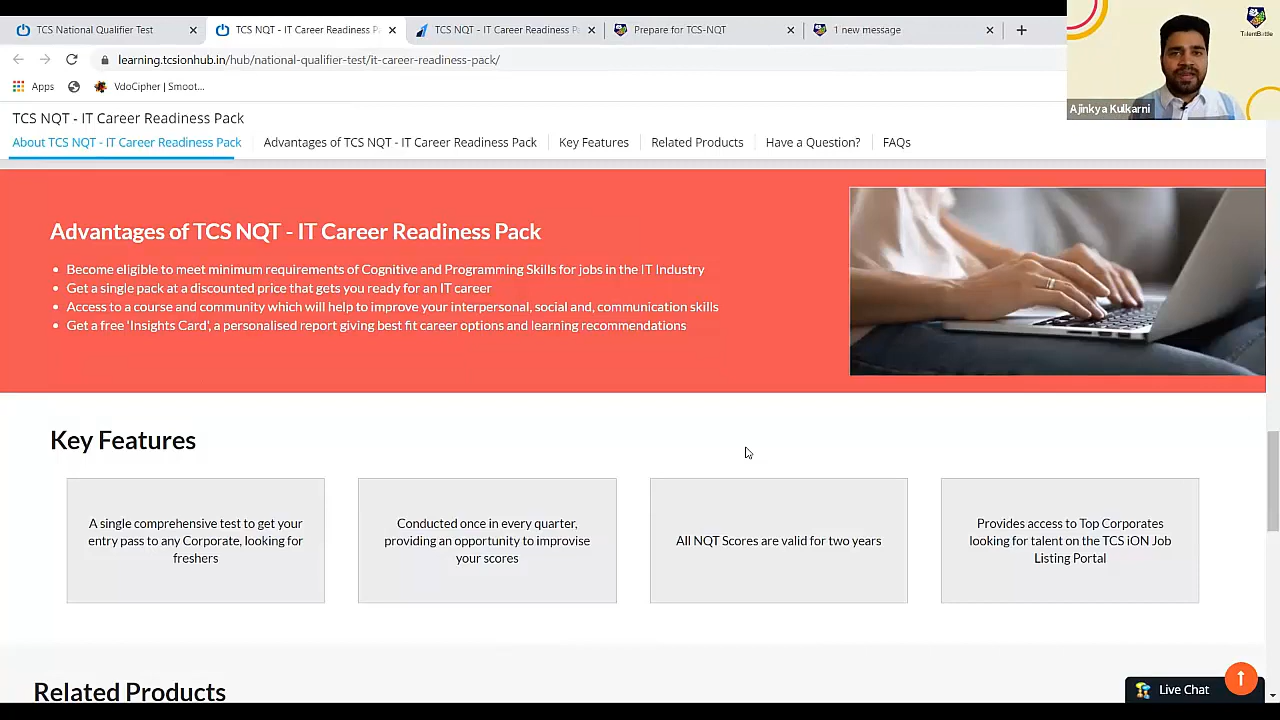 TCS National Qualifier Test
TCS NQT - IT Career Readiness P
TCS NQT - IT Career Readiness P
Prepare for TCS-NQT
1 new message
learning.tcsionhub.in/hub/national-qualifier-test/it-career-readiness-pack/
Apps
VdoCipher | Smoot...
TalentBattle
Ajinkya Kulkarni
TCS NQT - IT Career Readiness Pack
About TCS NQT - IT Career Readiness Pack
Advantages of TCS NQT - IT Career Readiness Pack
Key Features
Related Products
Have a Question?
FAQs
Advantages of TCS NQT - IT Career Readiness Pack
• Become eligible to meet minimum requirements of Cognitive and Programming Skills for jobs in the IT Industry
• Get a single pack at a discounted price that gets you ready for an IT career
• Access to a course and community which will help to improve your interpersonal, social and, communication skills
• Get a free 'Insights Card', a personalised report giving best fit career options and learning recommendations
Key Features
A single comprehensive test to get your
entry pass to any Corporate, looking for
freshers
Conducted once in every quarter,
providing an opportunity to improvise
your scores
All NQT Scores are valid for two years
Provides access to Top Corporates
looking for talent on the TCS iON Job
Listing Portal
Related Products
Live Chat